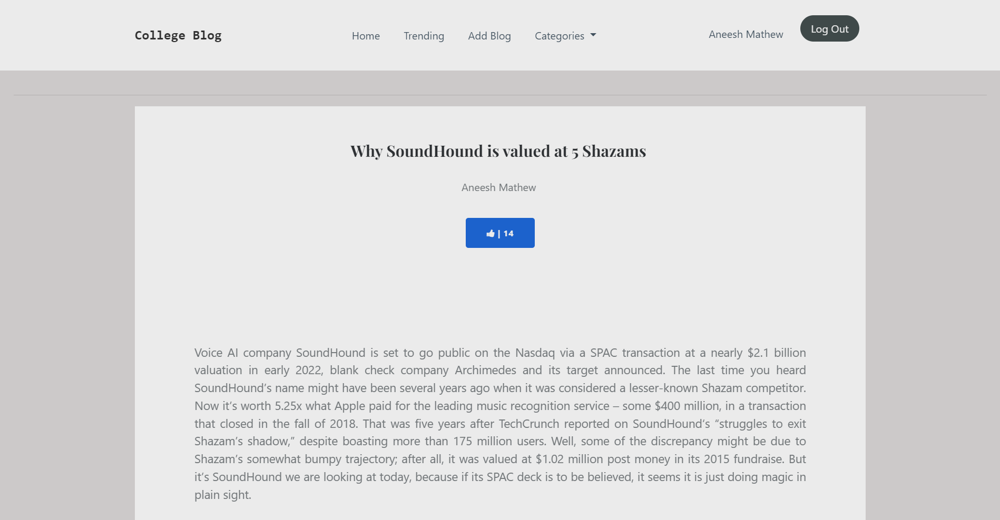 College Blog
Home
Trending
Add Blog
Categories
Aneesh Mathew
Log Out
Why SoundHound is valued at 5 Shazams
Aneesh Mathew
| 14
Voice AI company SoundHound is set to go public on the Nasdaq via a SPAC transaction at a nearly $2.1 billion
valuation in early 2022, blank check company Archimedes and its target announced. The last time you heard
SoundHound’s name might have been several years ago when it was considered a lesser-known Shazam competitor.
Now it’s worth 5.25x what Apple paid for the leading music recognition service – some $400 million, in a transaction
that closed in the fall of 2018. That was five years after TechCrunch reported on SoundHound’s “struggles to exit
Shazam’s shadow,” despite boasting more than 175 million users. Well, some of the discrepancy might be due to
Shazam’s somewhat bumpy trajectory; after all, it was valued at $1.02 million post money in its 2015 fundraise. But
it’s SoundHound we are looking at today, because if its SPAC deck is to be believed, it seems it is just doing magic in
plain sight.